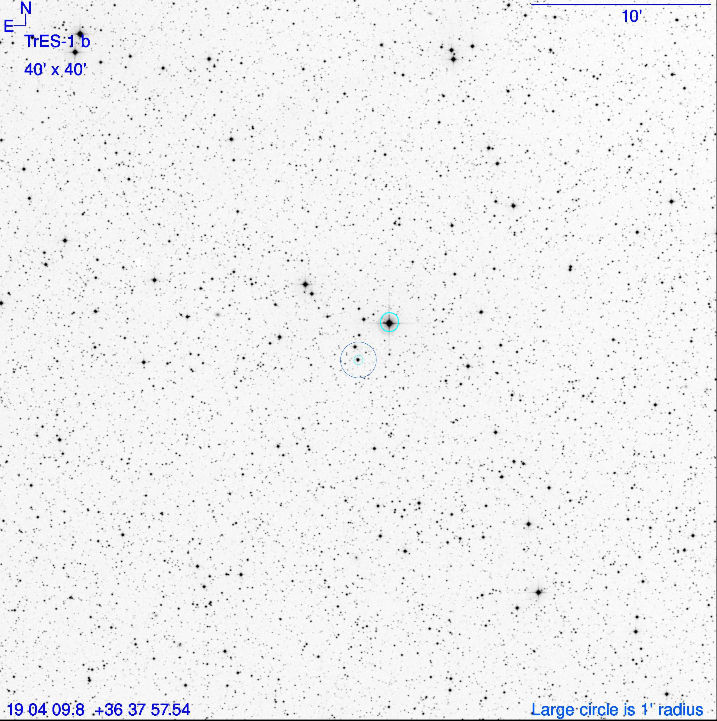 N
E
TrES-1 b
40' x 40'
10'
19 04 09.8 +36 37 57.54
Large circle is 1' radius